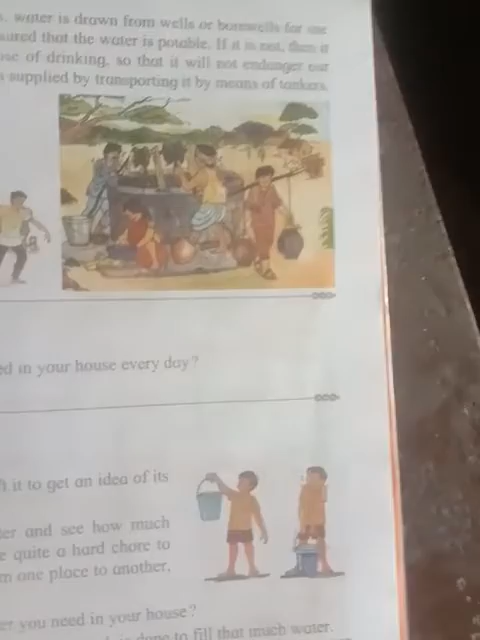 water is drawn from wells or borewells for use
sured that the water is potable. If it is not, then it
use of drinking, so that it will not endanger our
supplied by transporting it by means of tankers.
ed in your house every day?
it to get an idea of its
ter and see how much
e quite a hard chore to
m one place to another.
er you need in your house?
done to fill that much water.